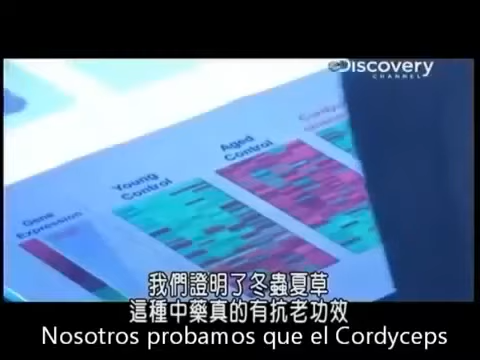 Discovery
CHANNEL
Gene
Expression
Young
Control
Aged
Control
我們證明了冬蟲夏草
這種中藥真的有抗老功效
Nosotros probamos que el Cordyceps